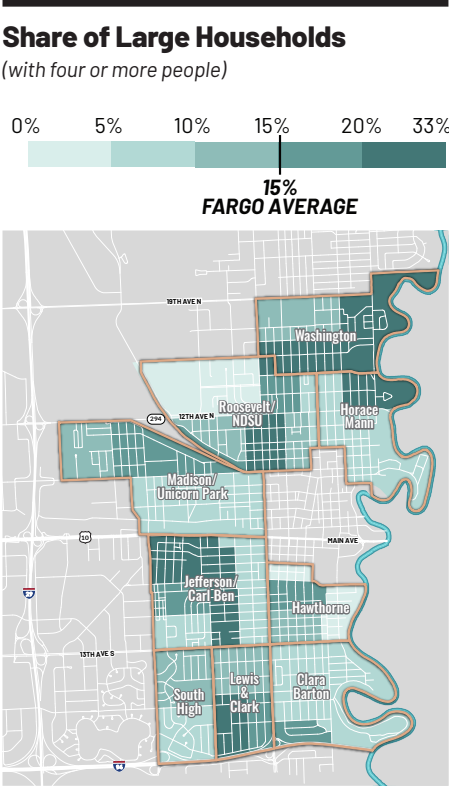 Share of Large Households
(with four or more people)
0% 5% 10% 15% 20% 33%
15%
FARGO AVERAGE
19TH AVE N
Washington
294
12TH AVE N
Roosevelt/
NDSU
Horace
Mann
Madison/
Unicorn Park
10
MAIN AVE
Jefferson/
Carl-Ben
29
Hawthorne
13TH AVE S
South
High
Lewis
&
Clark
Clara
Barton
94